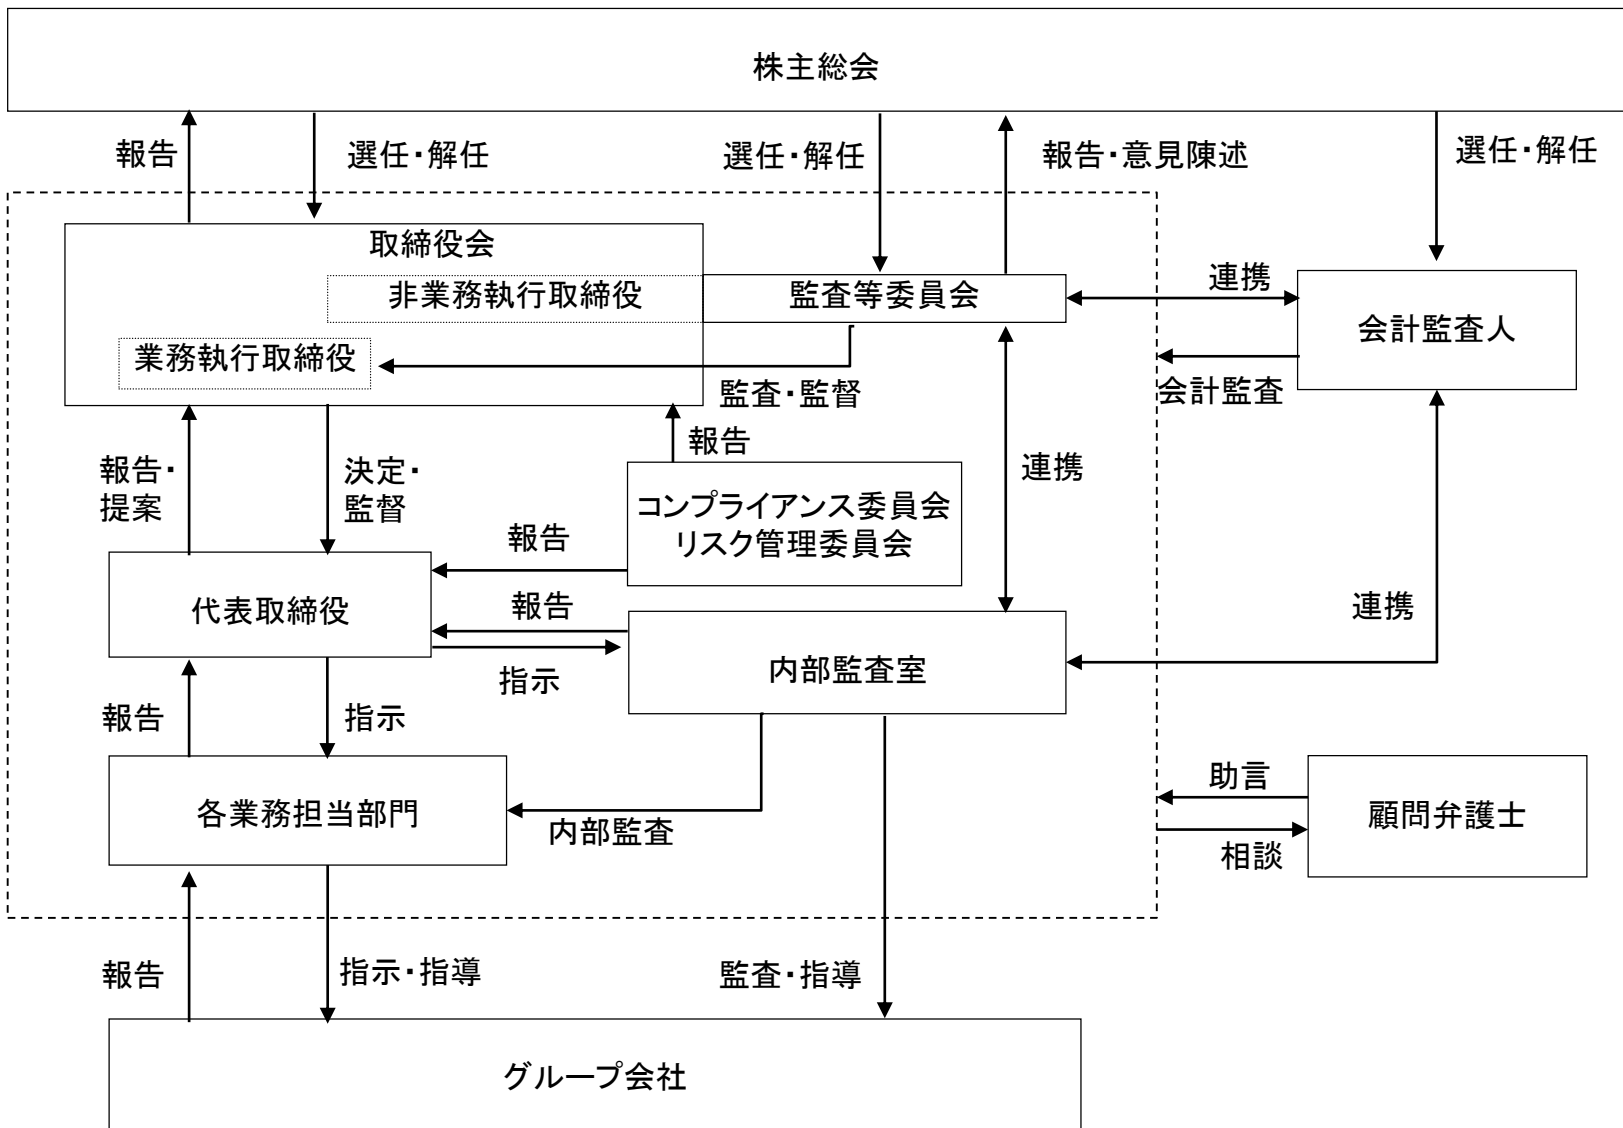 株主総会
報告
選任・解任
選任・解任
報告・意見陳述
選任・解任
取締役会
非業務執行取締役
監査等委員会
連携
会計監査人
業務執行取締役
監査・監督
会計監査
報告
報告・
提案
決定・
監督
連携
コンプライアンス委員会
リスク管理委員会
報告
代表取締役
報告
連携
指示
内部監査室
報告
指示
助言
各業務担当部門
内部監査
顧問弁護士
相談
報告
指示・指導
監査・指導
グループ会社